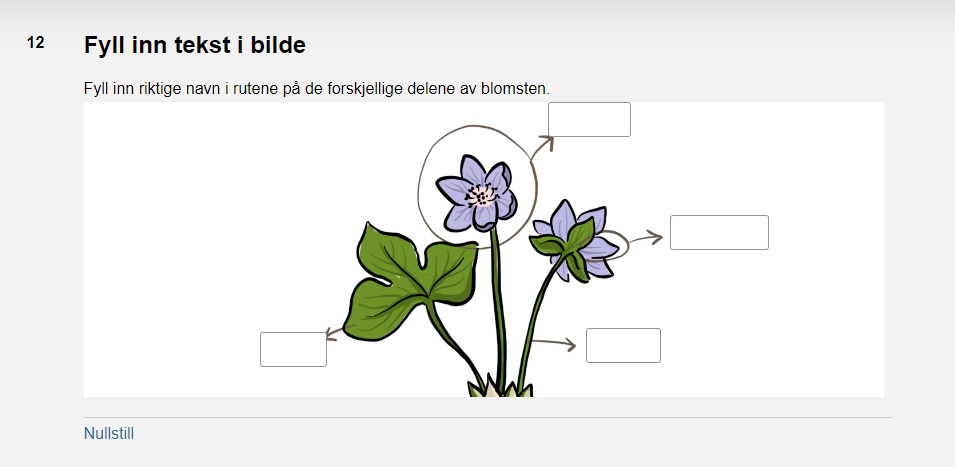 12 Fyll inn tekst i bilde
Fyll inn riktige navn i rutene på de forskjellige delene av blomsten.
Nullstill